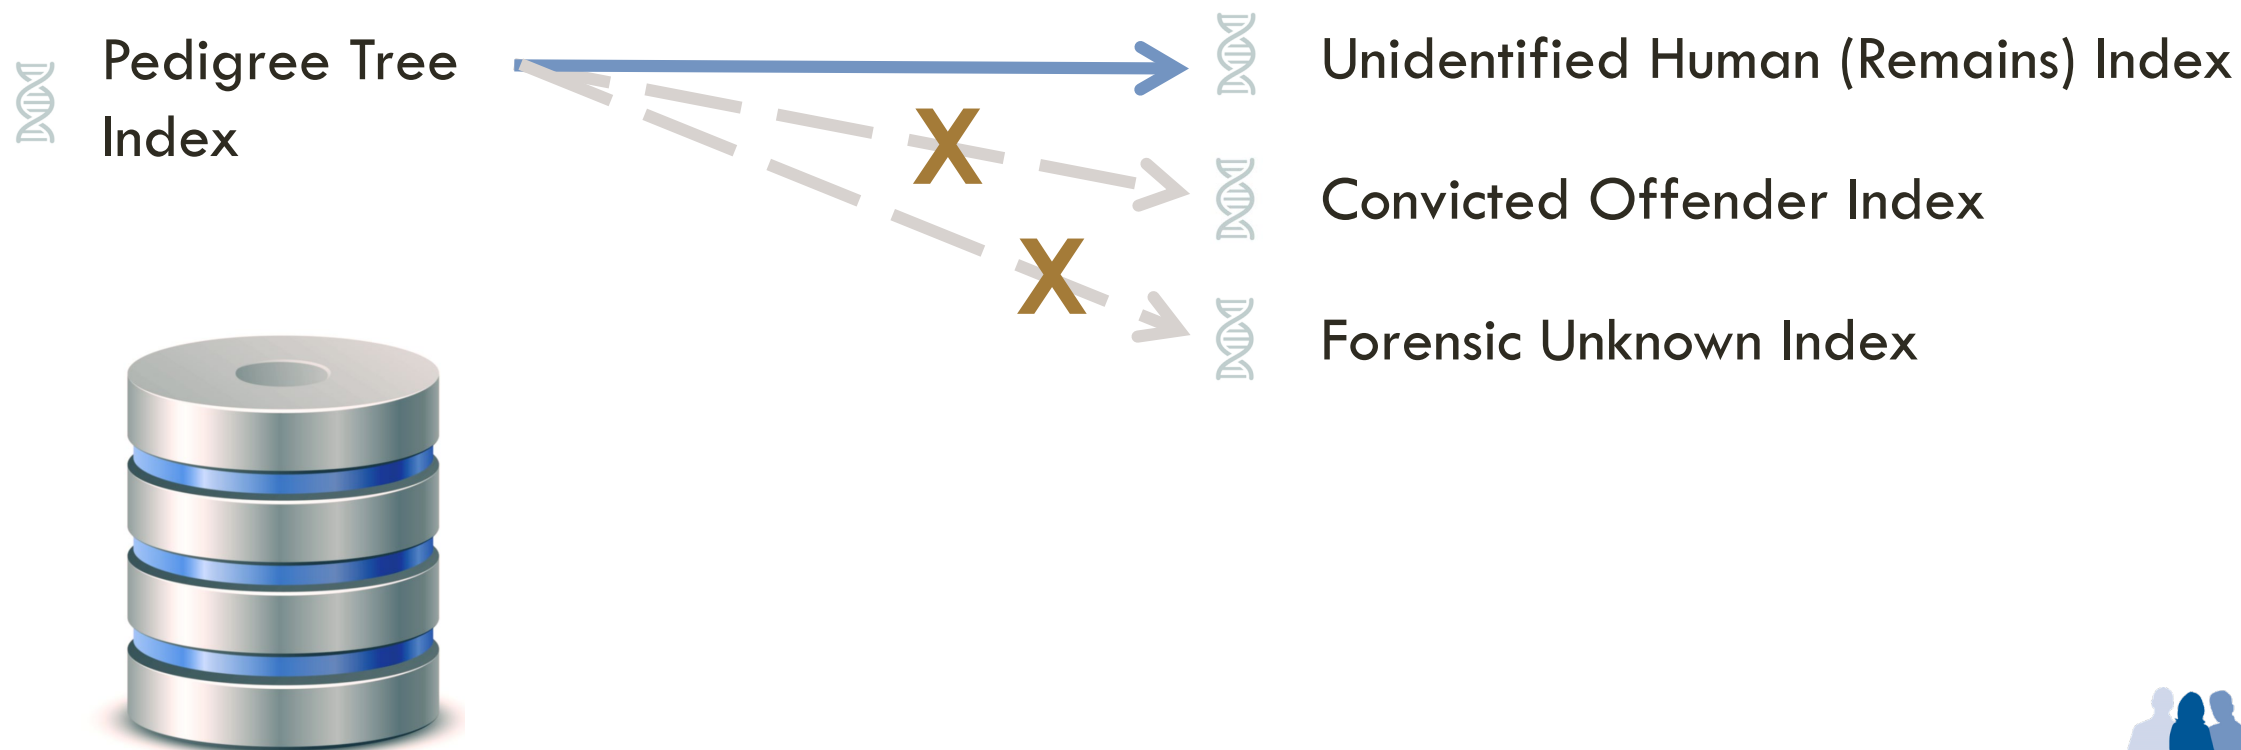 Pedigree Tree
Index
Unidentified Human (Remains) Index
X
Convicted Offender Index
X
Forensic Unknown Index